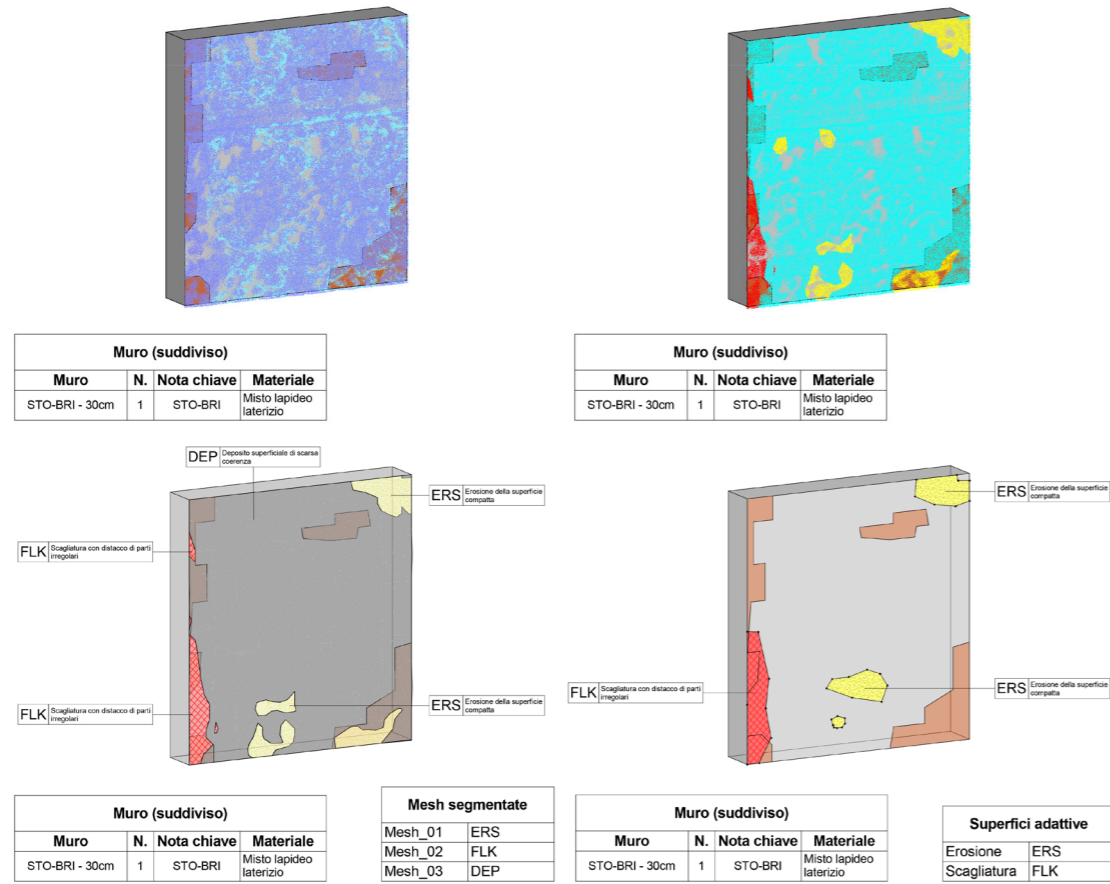 Muro (suddiviso)
Muro N. Nota chiave Materiale
STO-BRI - 30cm 1 STO-BRI Misto lapideo
laterizio
Muro (suddiviso)
Muro N. Nota chiave Materiale
STO-BRI - 30cm 1 STO-BRI Misto lapideo
laterizio
DEP Deposito superficiale di scarsa
coerenza
ERS Erosione della superficie
compatta
FLK Scagliatura con distacco di parti
irregolari
FLK Scagliatura con distacco di parti
irregolari
ERS Erosione della superficie
compatta
ERS Erosione della superficie
compatta
FLK Scagliatura con distacco di parti
irregolari
ERS Erosione della superficie
compatta
Muro (suddiviso)
Muro N. Nota chiave Materiale
STO-BRI - 30cm 1 STO-BRI Misto lapideo
laterizio
Mesh segmentate
Mesh_01 ERS
Mesh_02 FLK
Mesh_03 DEP
Muro (suddiviso)
Muro N. Nota chiave Materiale
STO-BRI - 30cm 1 STO-BRI Misto lapideo
laterizio
Superfici adattive
Erosione ERS
Scagliatura FLK